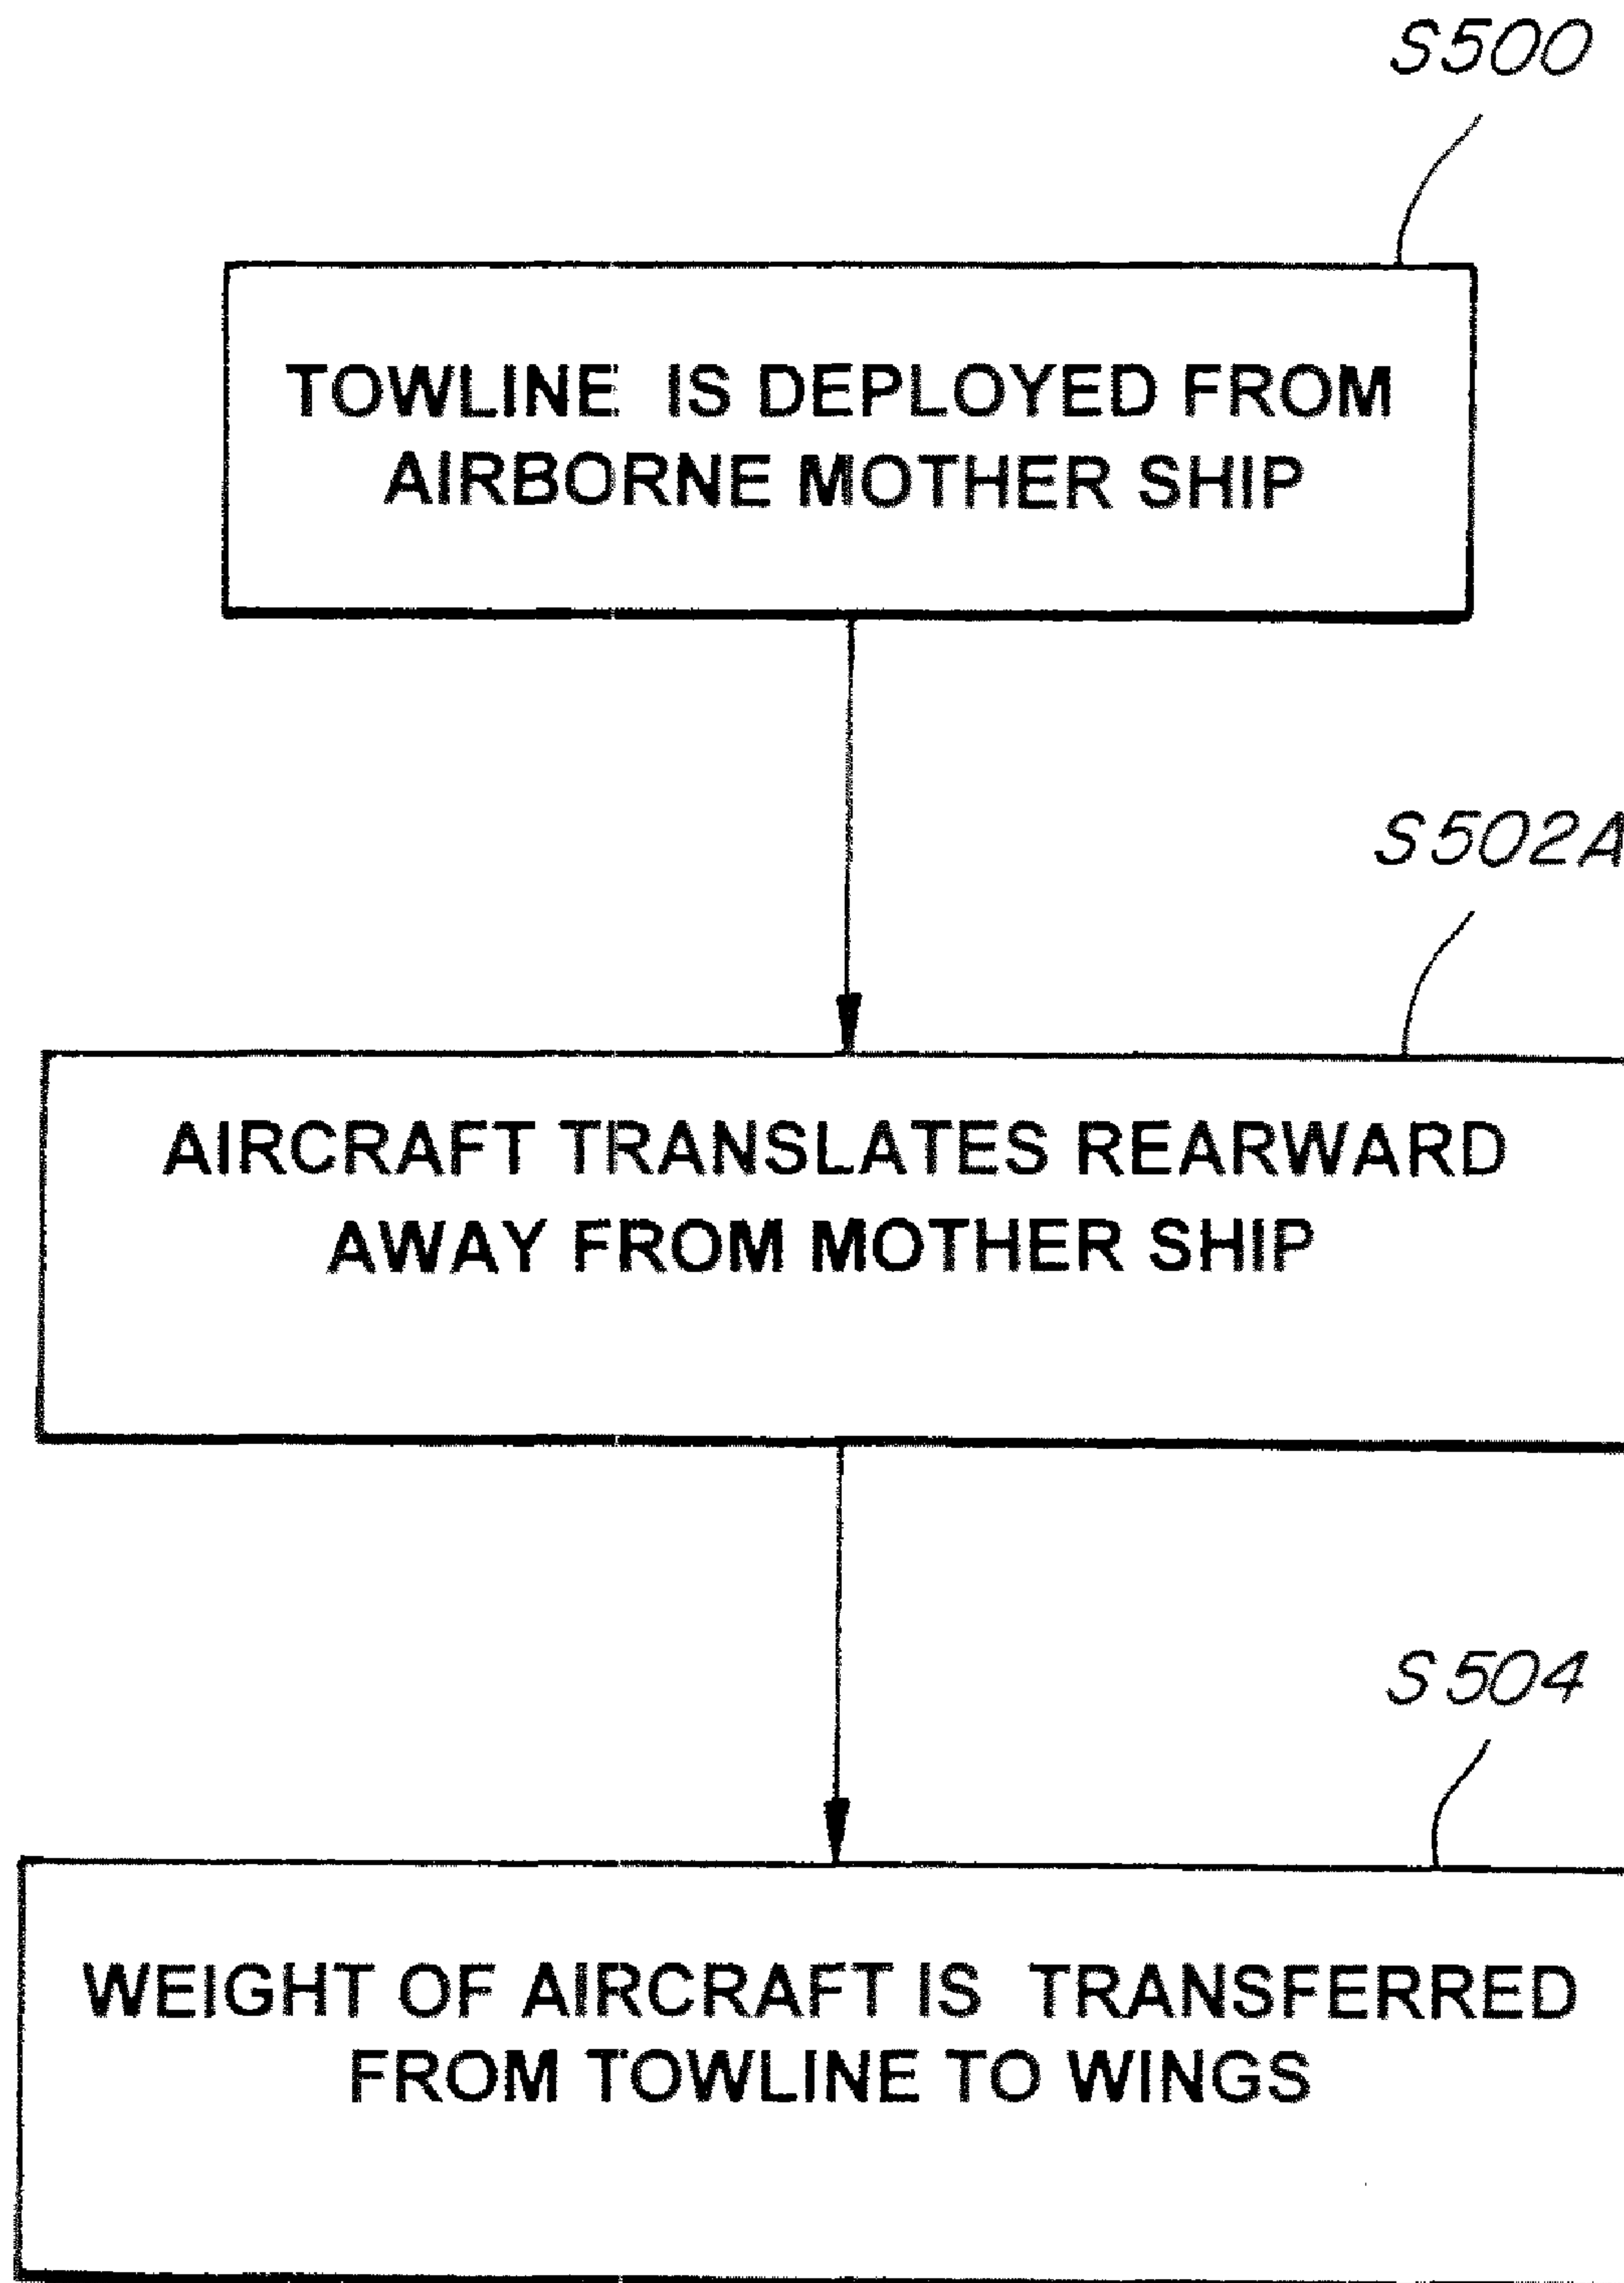 S500
TOWLINE IS DEPLOYED FROM
AIRBORNE MOTHER SHIP
S502A
AIRCRAFT TRANSLATES REARWARD
AWAY FROM MOTHER SHIP
S504
WEIGHT OF AIRCRAFT IS TRANSFERRED
FROM TOWLINE TO WINGS